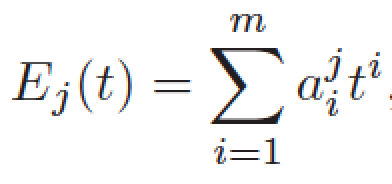 $E_j(t) = \sum_{i=1}^{m} a_i^j t^i,$